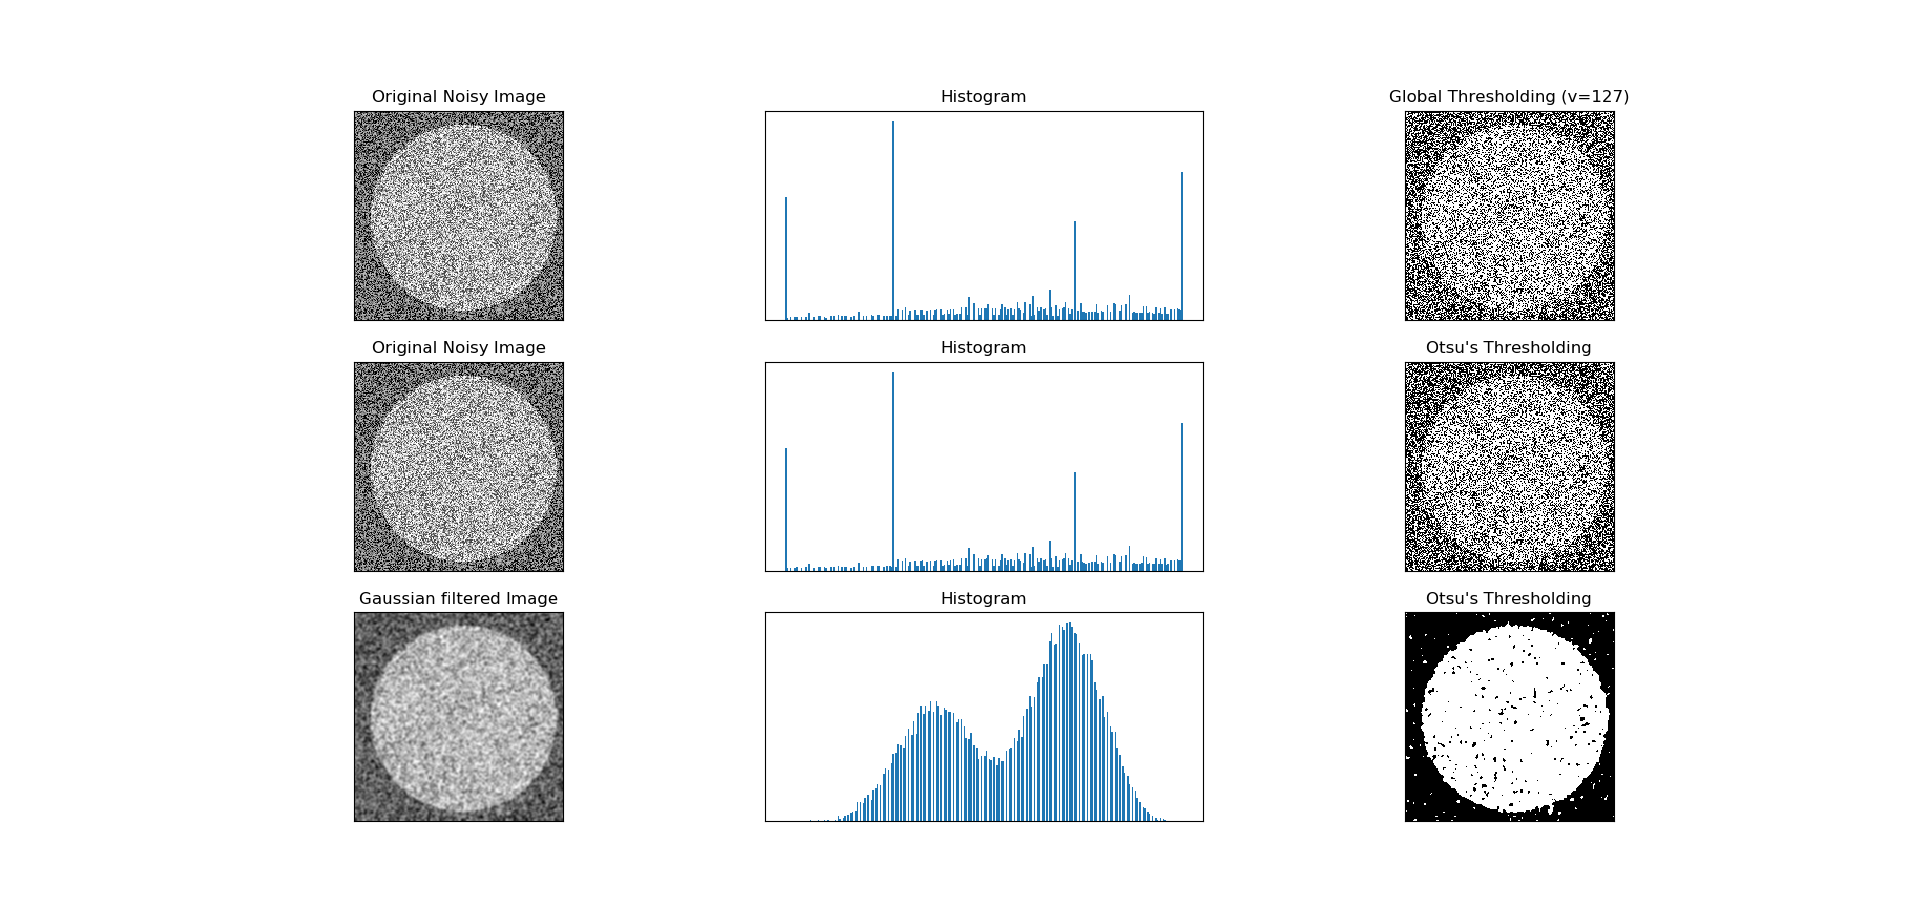 Original Noisy Image
Histogram
Global Thresholding (v=127)
Original Noisy Image
Histogram
Otsu's Thresholding
Gaussian filtered Image
Histogram
Otsu's Thresholding